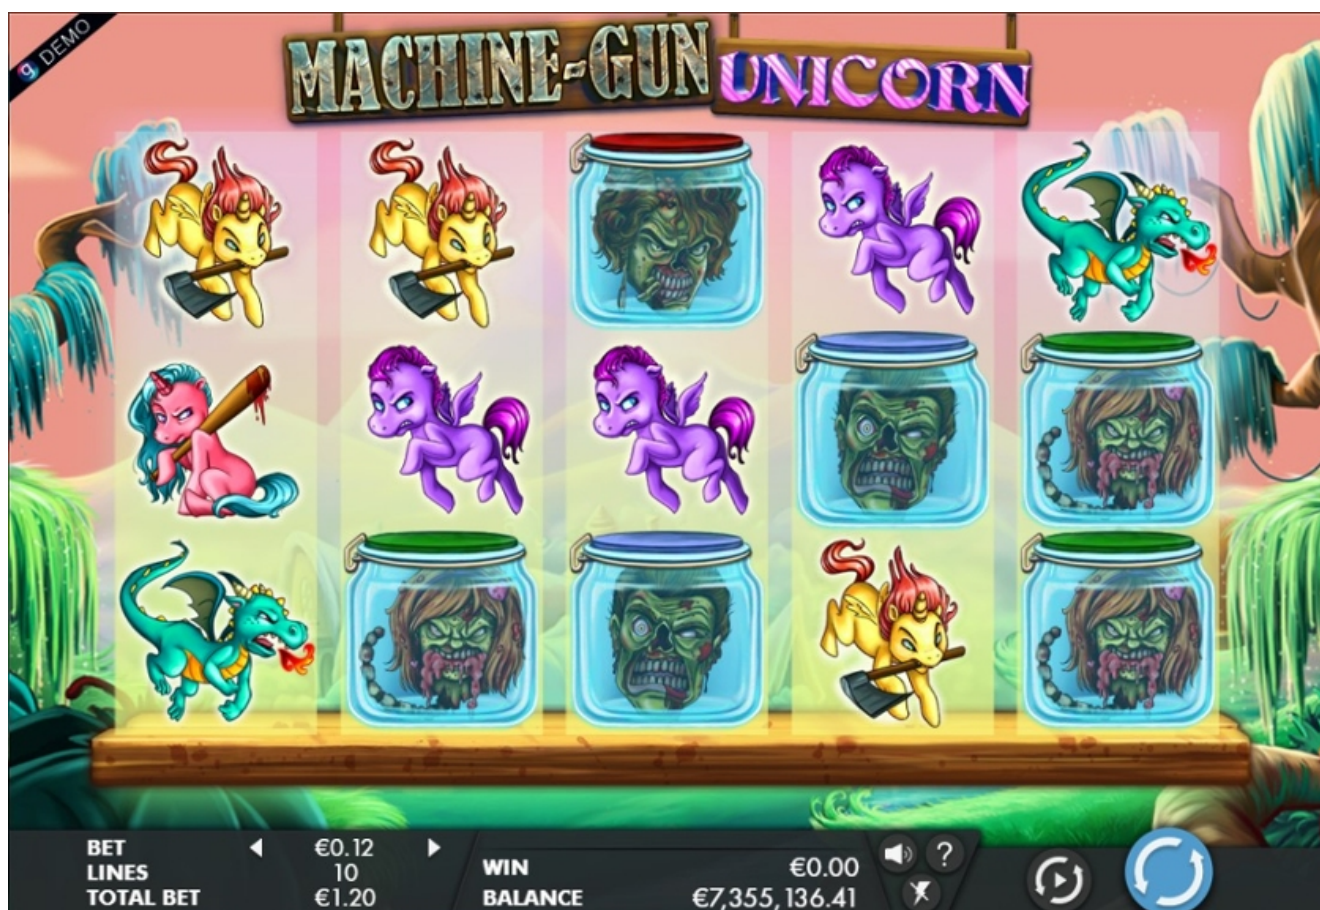 g DEMO
MACHINE-GUN UNICORN
BET €0.12
LINES 10
TOTAL BET €1.20
WIN €0.00
BALANCE €7,355,136.41
?